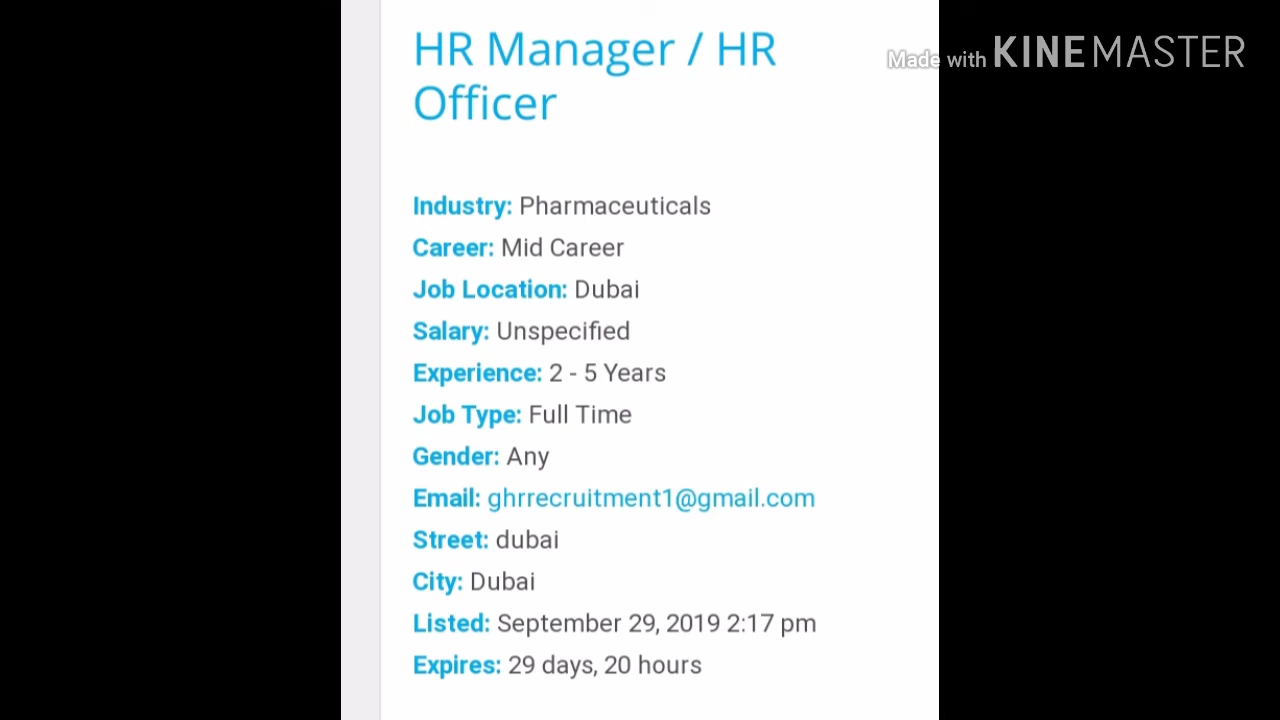 HR Manager / HR
Officer
Made with KINEMASTER
Industry: Pharmaceuticals
Career: Mid Career
Job Location: Dubai
Salary: Unspecified
Experience: 2 - 5 Years
Job Type: Full Time
Gender: Any
Email: ghrrecruitment1@gmail.com
Street: dubai
City: Dubai
Listed: September 29, 2019 2:17 pm
Expires: 29 days, 20 hours